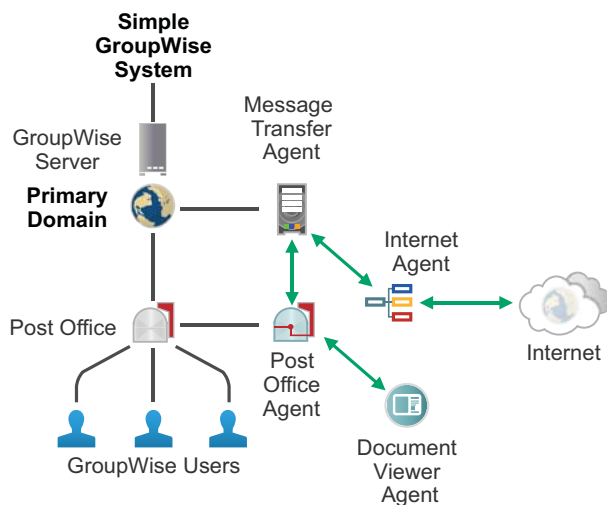 Simple
GroupWise
System
Message
Transfer
Agent
GroupWise
Server
Primary
Domain
Internet
Agent
Post Office
Internet
Post
Office
Agent
GroupWise Users
Document
Viewer
Agent